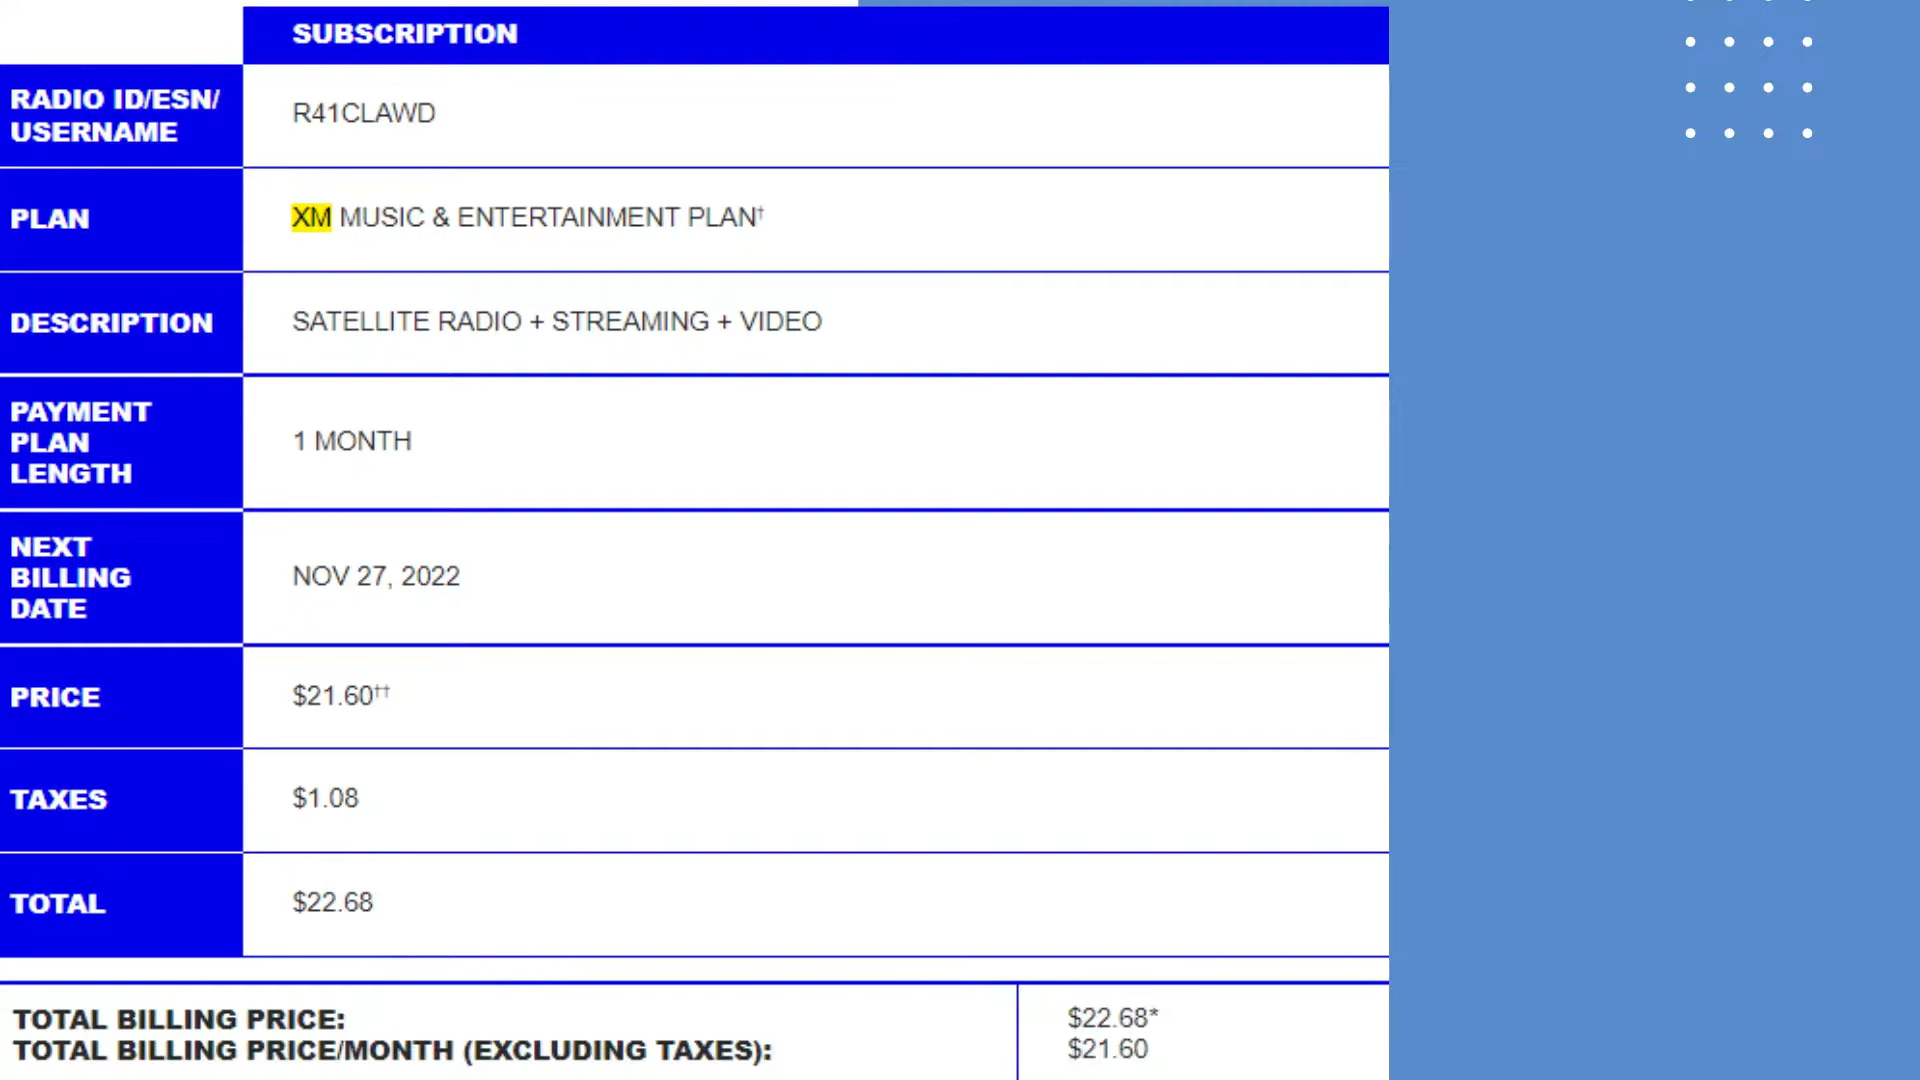 SUBSCRIPTION
RADIO ID/ESN/
USERNAME
R41CLAWD
PLAN
XM MUSIC & ENTERTAINMENT PLAN†
DESCRIPTION
SATELLITE RADIO + STREAMING + VIDEO
PAYMENT
PLAN
LENGTH
1 MONTH
NEXT
BILLING
DATE
NOV 27, 2022
PRICE
$21.60††
TAXES
$1.08
TOTAL
$22.68
TOTAL BILLING PRICE:
$22.68*
TOTAL BILLING PRICE/MONTH (EXCLUDING TAXES):
$21.60